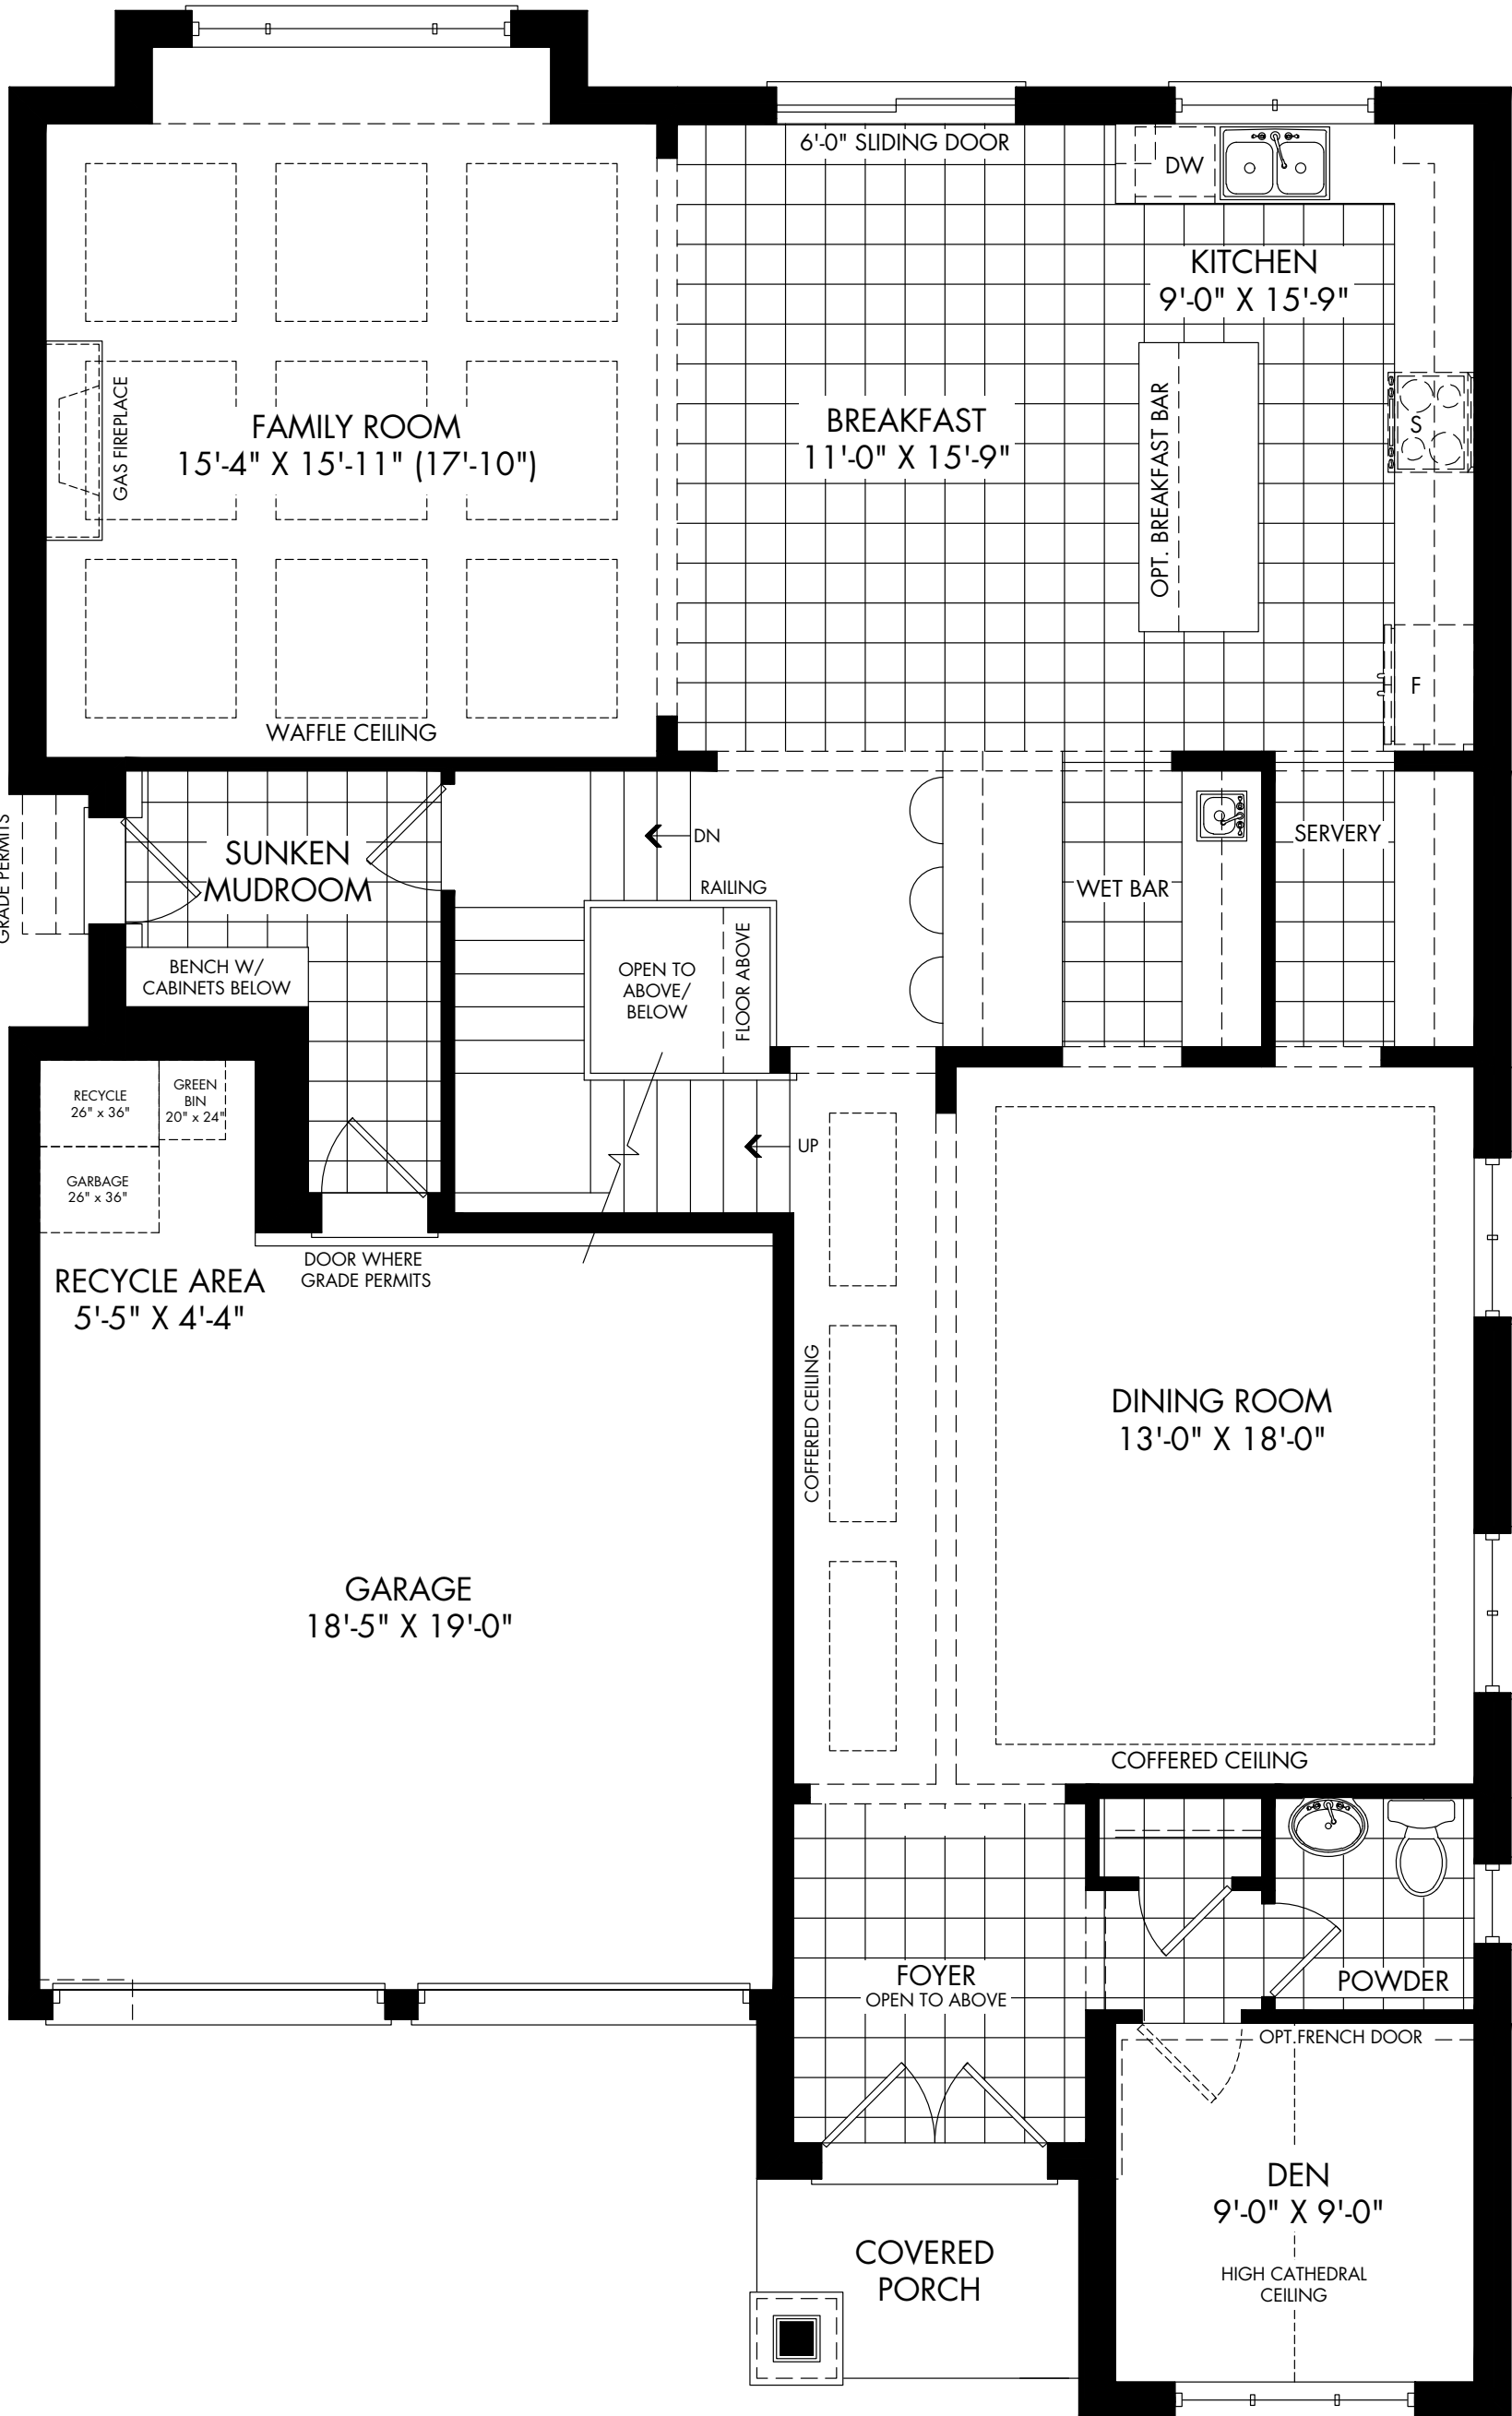 6'-0" SLIDING DOOR
DW
KITCHEN
9'-0" X 15'-9"
GAS FIREPLACE
FAMILY ROOM
15'-4" X 15'-11" (17'-10")
BREAKFAST
11'-0" X 15'-9"
OPT. BREAKFAST BAR
S
F
WAFFLE CEILING
GRADE PERMITS
SUNKEN
MUDROOM
DN
RAILING
WET BAR
SERVERY
BENCH W/
CABINETS BELOW
OPEN TO
ABOVE/
BELOW
FLOOR ABOVE
RECYCLE
26" x 36"
GREEN
BIN
20" x 24"
GARBAGE
26" x 36"
UP
DOOR WHERE
GRADE PERMITS
RECYCLE AREA
5'-5" X 4'-4"
COFFERED CEILING
DINING ROOM
13'-0" X 18'-0"
GARAGE
18'-5" X 19'-0"
COFFERED CEILING
FOYER
OPEN TO ABOVE
POWDER
OPT.FRENCH DOOR
DEN
9'-0" X 9'-0"
HIGH CATHEDRAL
CEILING
COVERED
PORCH